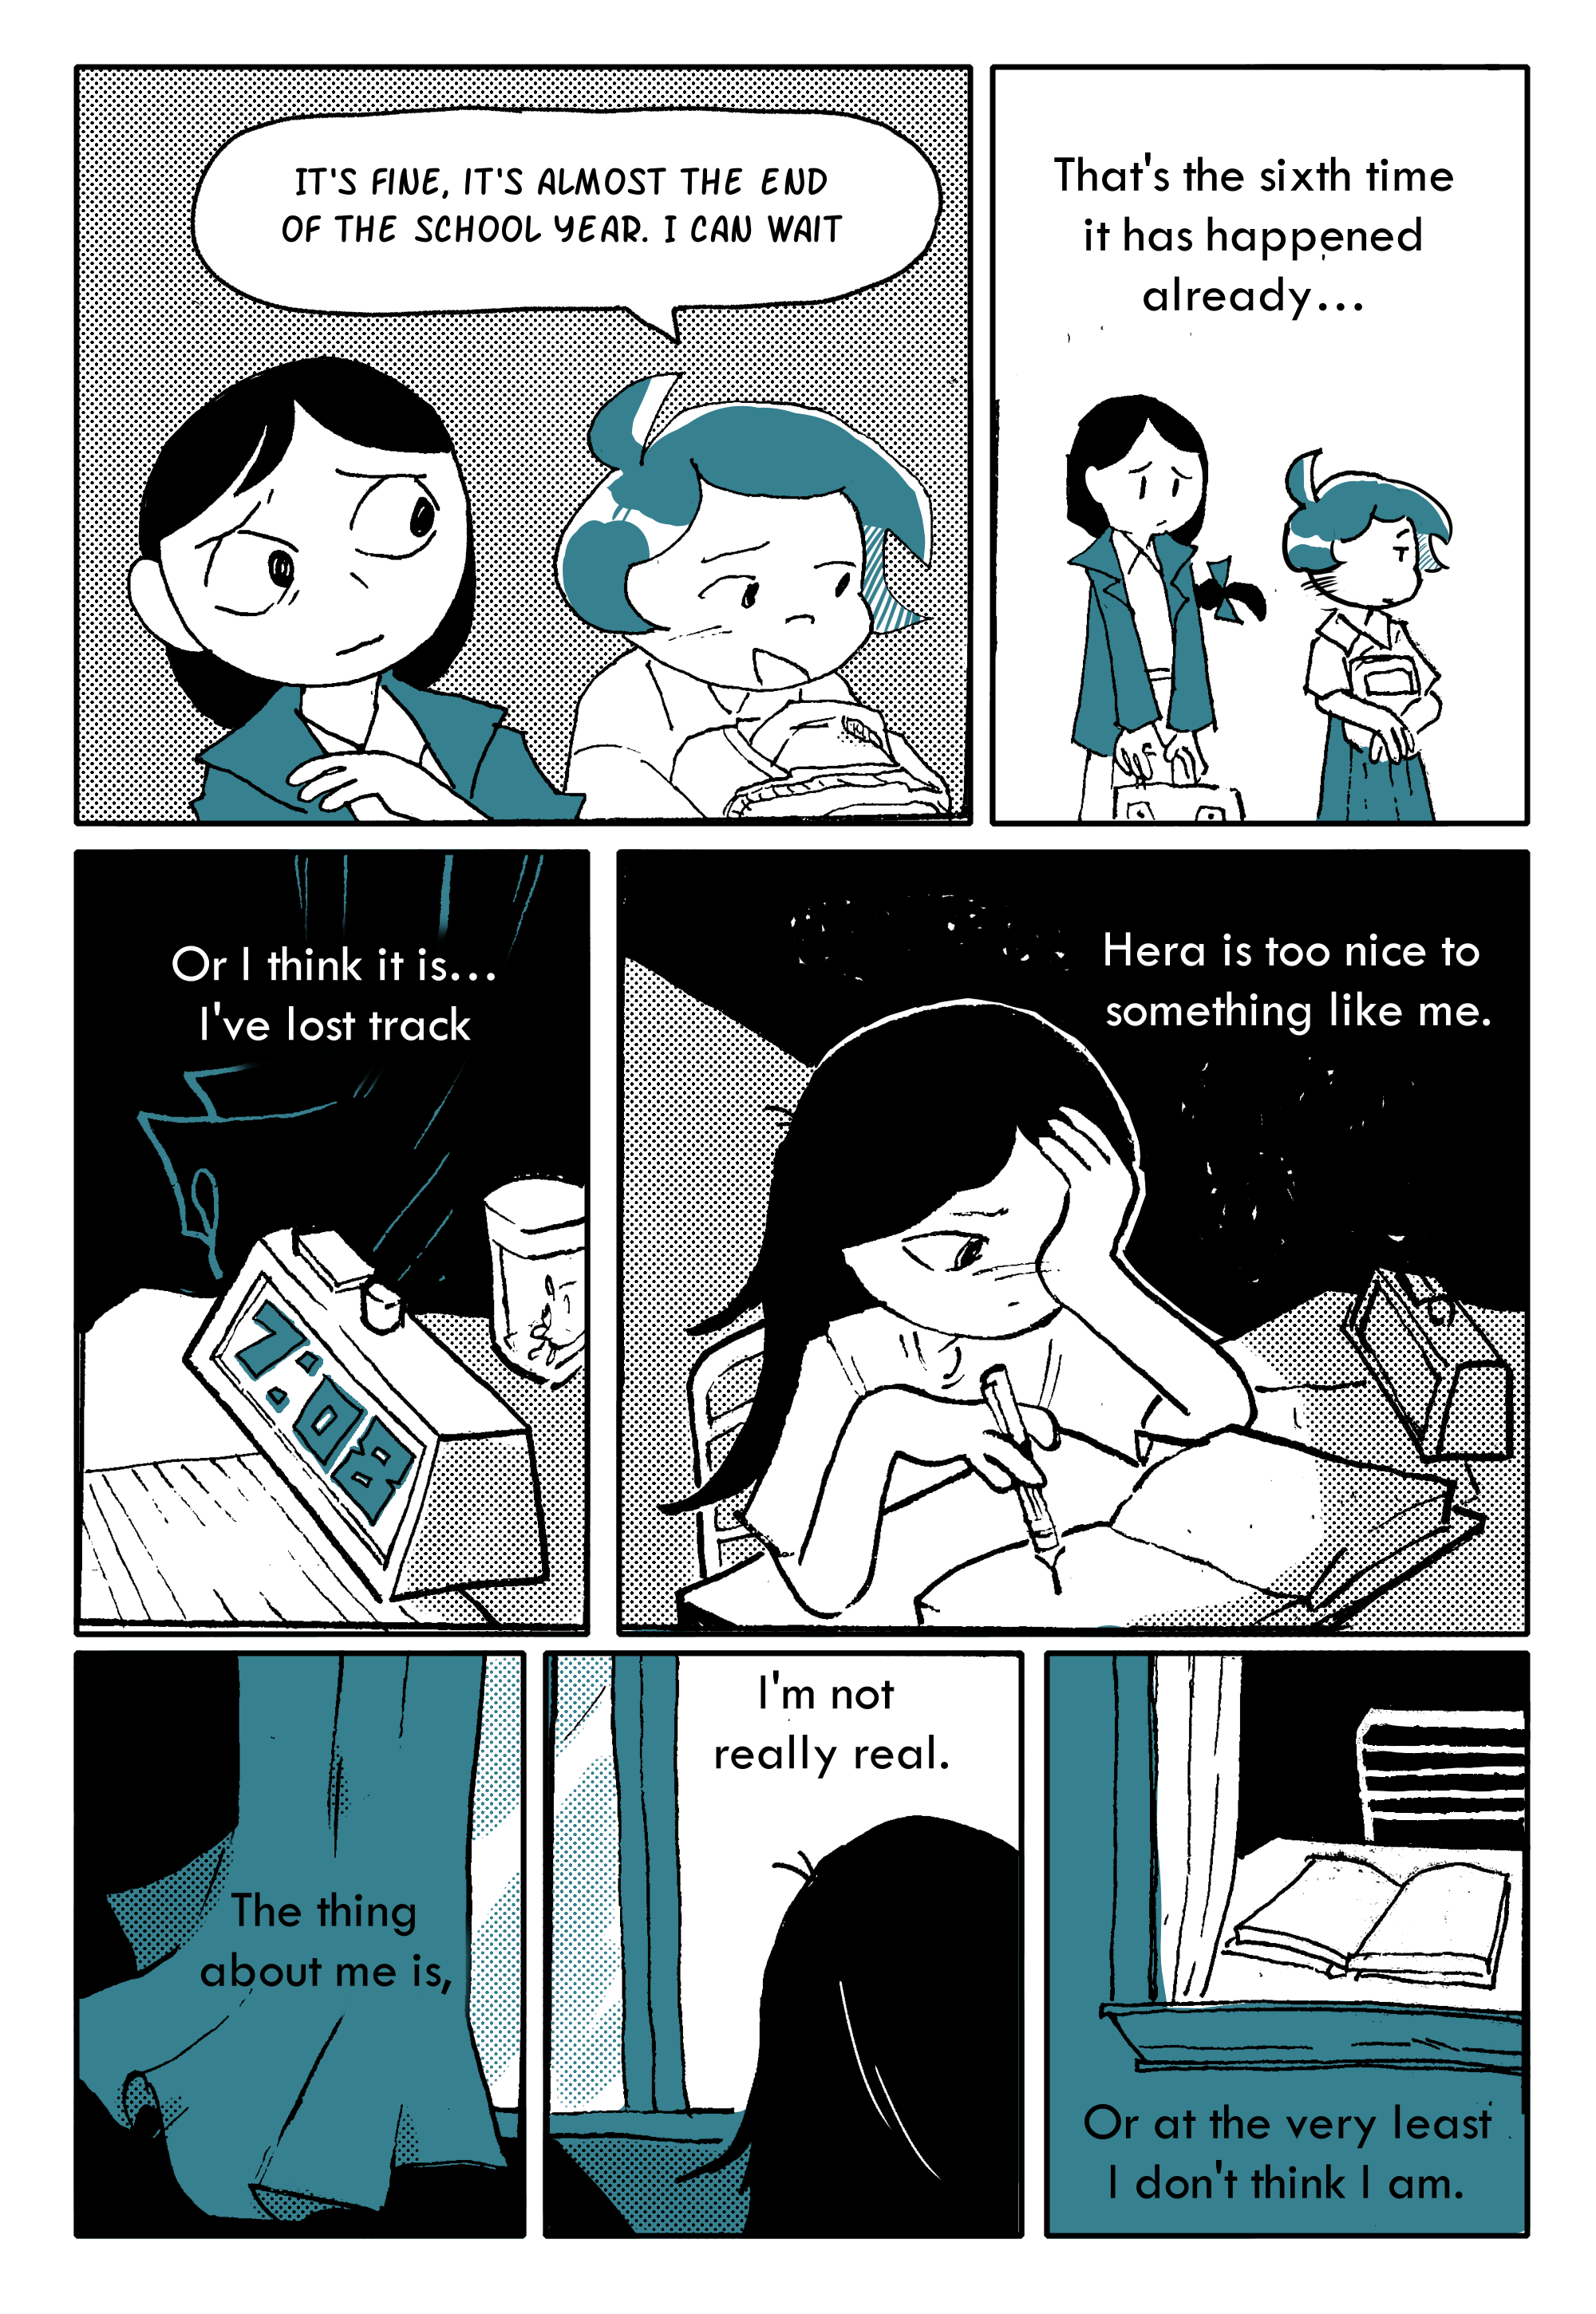 IT'S FINE, IT'S ALMOST THE END
OF THE SCHOOL YEAR. I CAN WAIT
That's the sixth time
it has happened
already...
Or I think it is...
I've lost track
7:08
Hera is too nice to
something like me.
The thing
about me is,
I'm not
really real.
Or at the very least
I don't think I am.